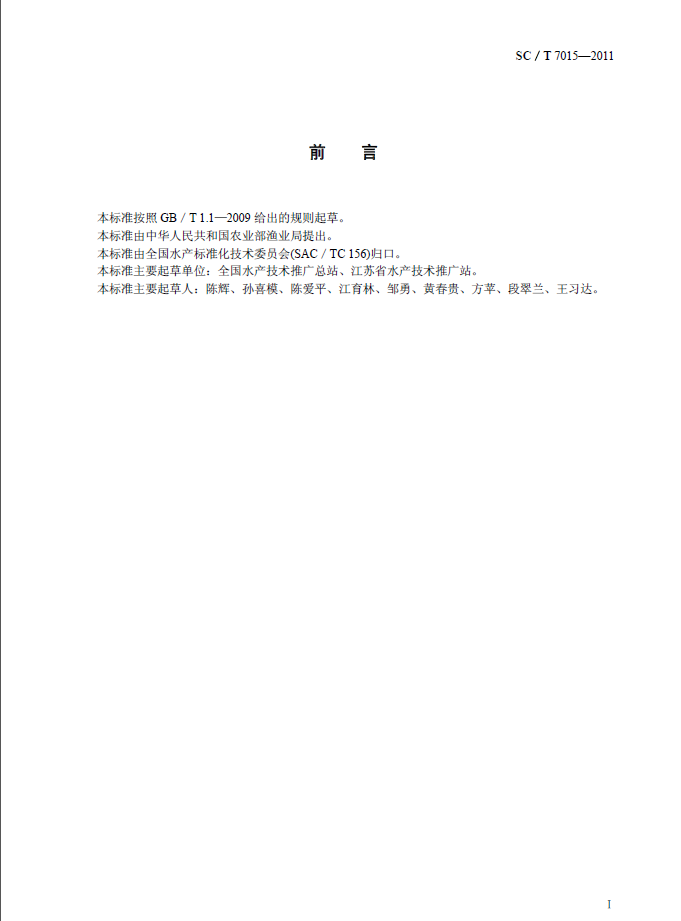 SC / T 7015—2011
前 言
本标准按照 GB / T 1.1—2009 给出的规则起草。
本标准由中华人民共和国农业部渔业局提出。
本标准由全国水产标准化技术委员会(SAC / TC 156)归口。
本标准主要起草单位：全国水产技术推广总站、江苏省水产技术推广站。
本标准主要起草人：陈辉、孙喜模、陈爱平、江育林、邹勇、黄春贵、方苹、段翠兰、王习达。
I